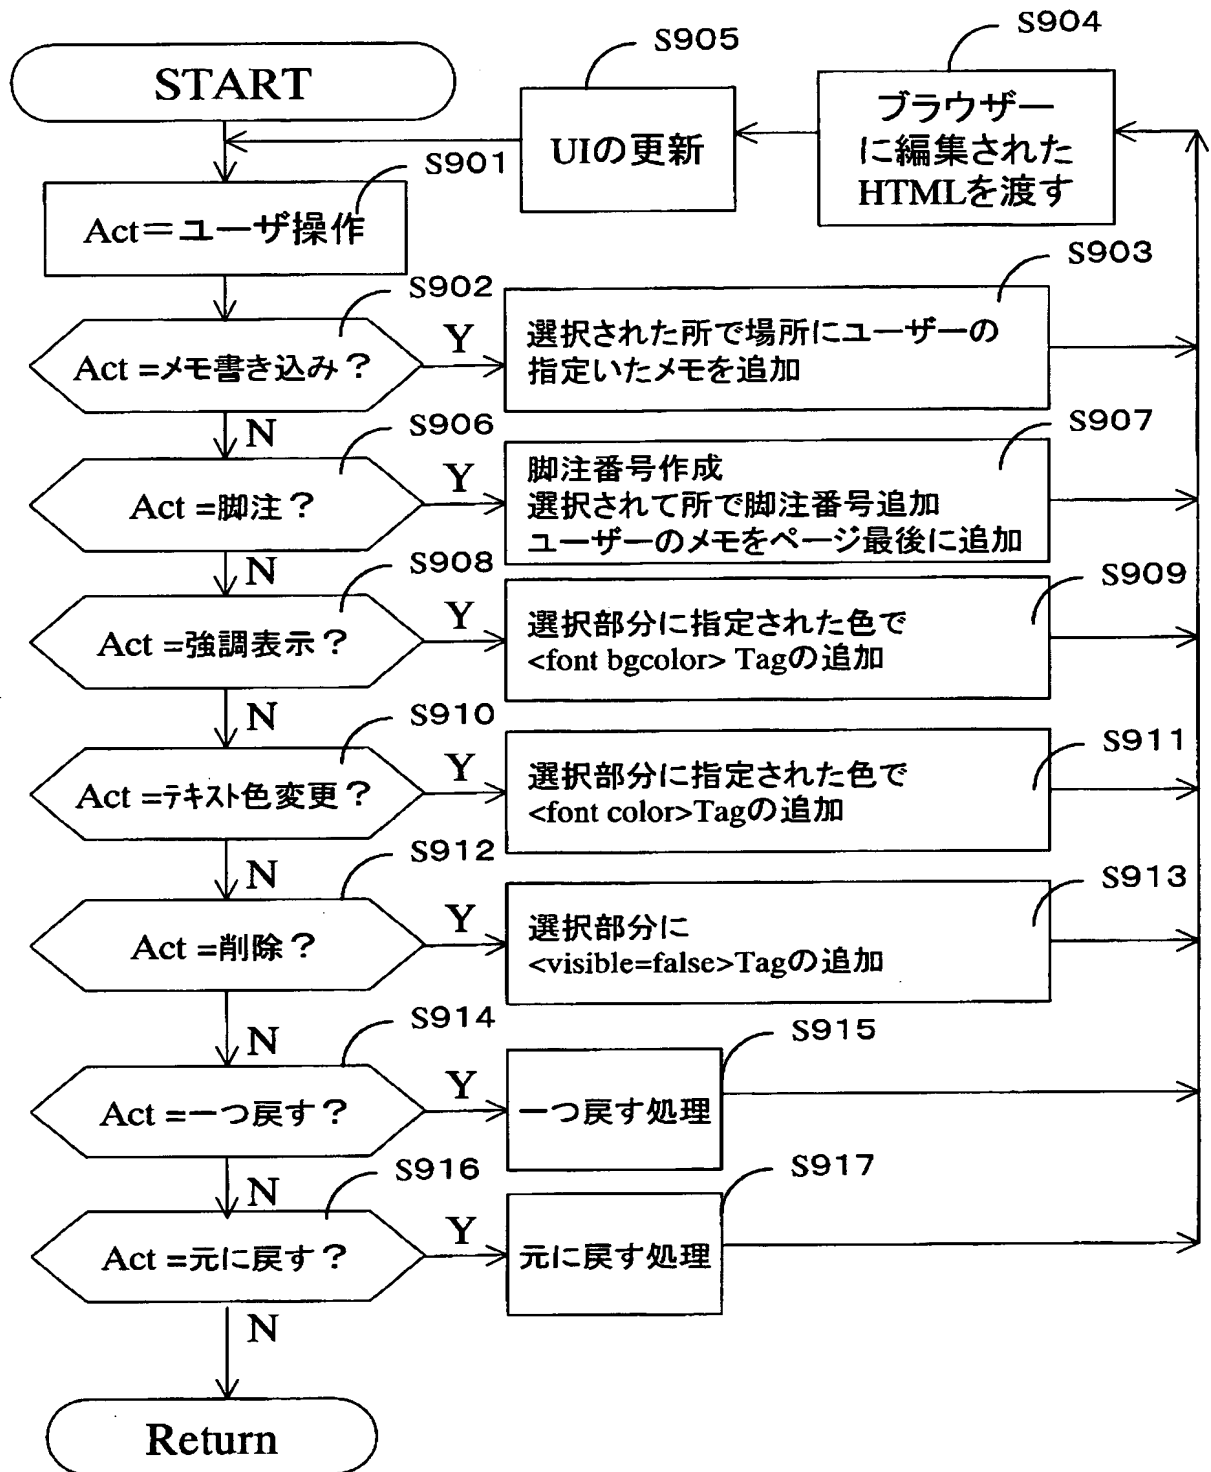 START
S901
Act＝ユーザ操作
S905
UIの更新
S904
ブラウザー
に編集された
HTMLを渡す
S902
Act =メモ書き込み？
Y
N
S903
選択された所で場所にユーザーの
指定いたメモを追加
S906
Act =脚注？
Y
N
S907
脚注番号作成
選択されて所で脚注番号追加
ユーザーのメモをページ最後に追加
S908
Act =強調表示？
Y
N
S909
選択部分に指定された色で
<font bgcolor> Tagの追加
S910
Act =テキスト色変更？
Y
N
S911
選択部分に指定された色で
<font color>Tagの追加
S912
Act =削除？
Y
N
S913
選択部分に
<visible=false>Tagの追加
S914
Act =一つ戻す？
Y
N
S915
一つ戻す処理
S916
Act =元に戻す？
Y
N
S917
元に戻す処理
Return